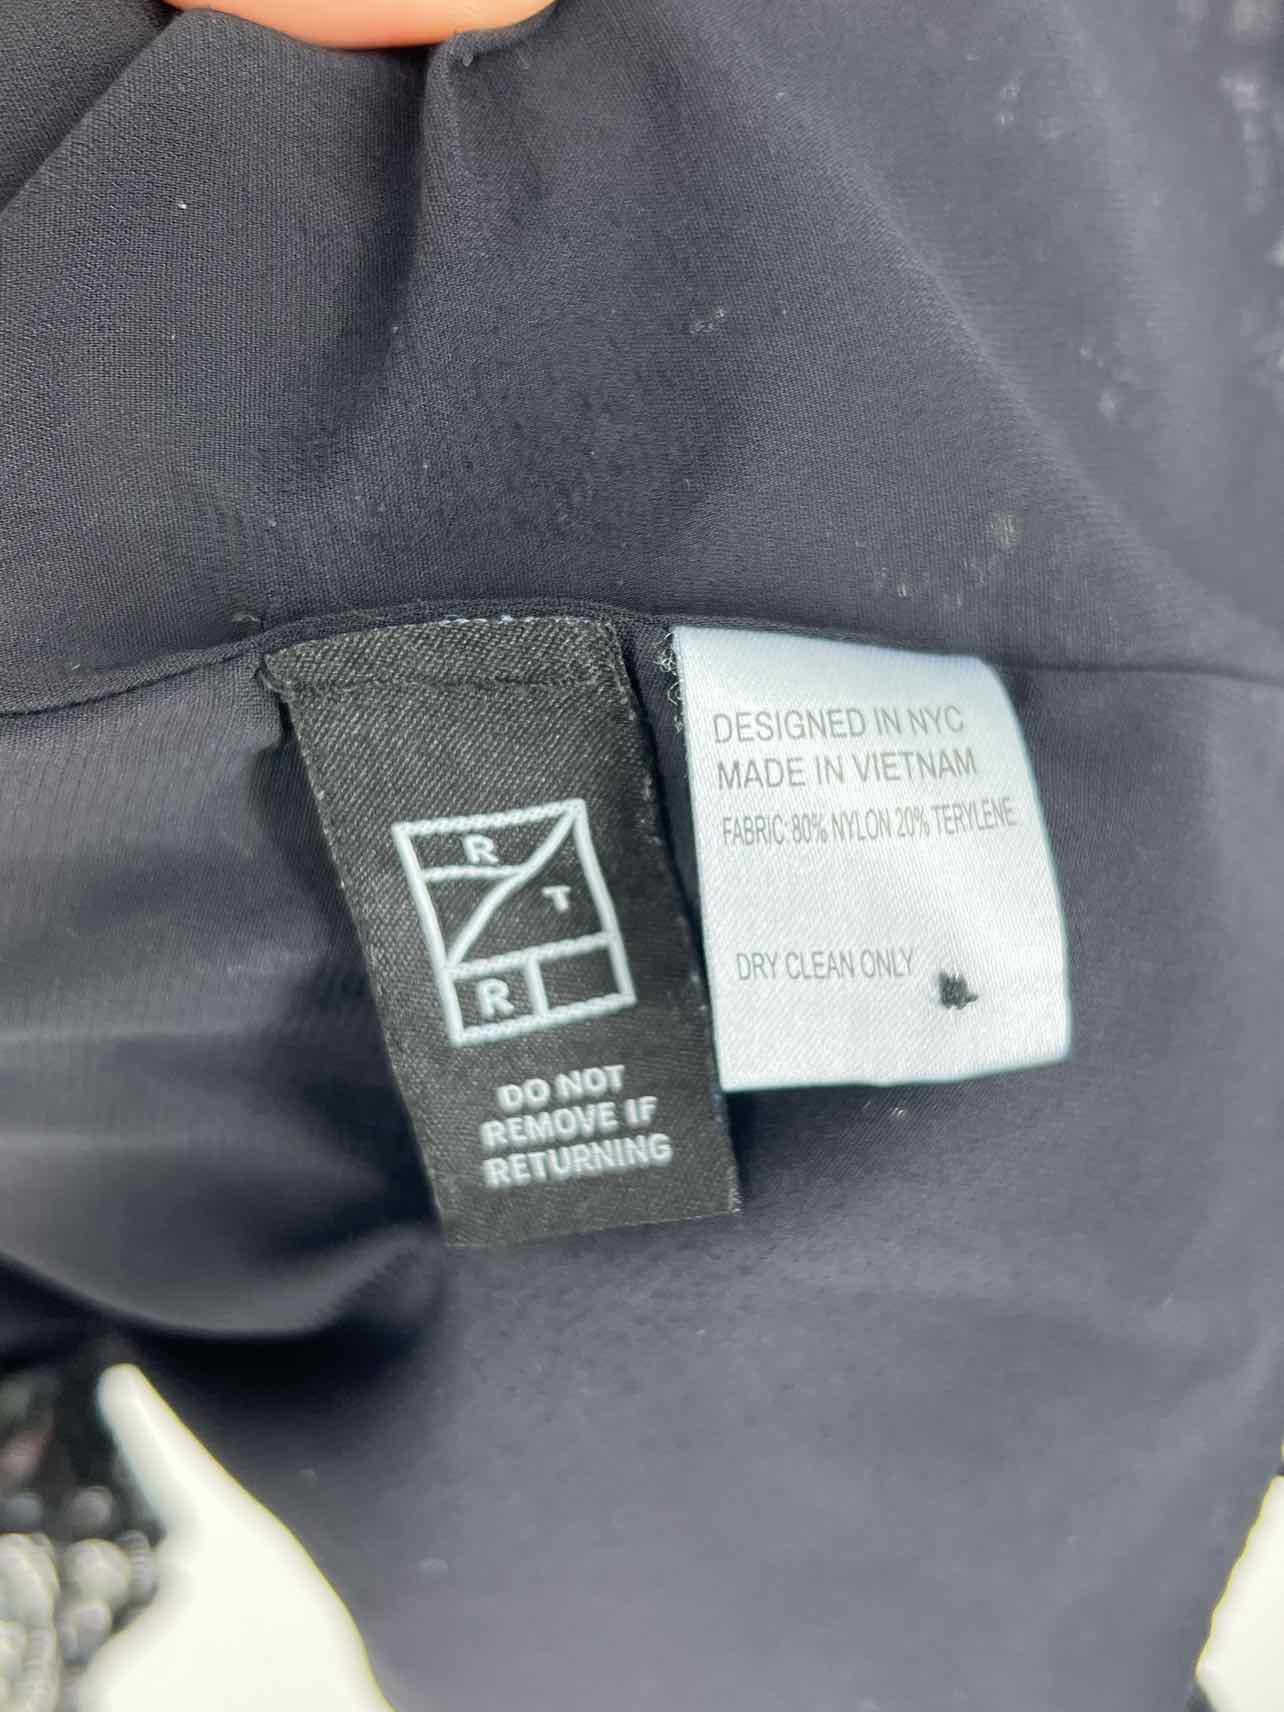 R
T
R
DO NOT
REMOVE IF
RETURNING
DESIGNED IN NYC
MADE IN VIETNAM
FABRIC: 80% NYLON 20% TERYLENE
DRY CLEAN ONLY